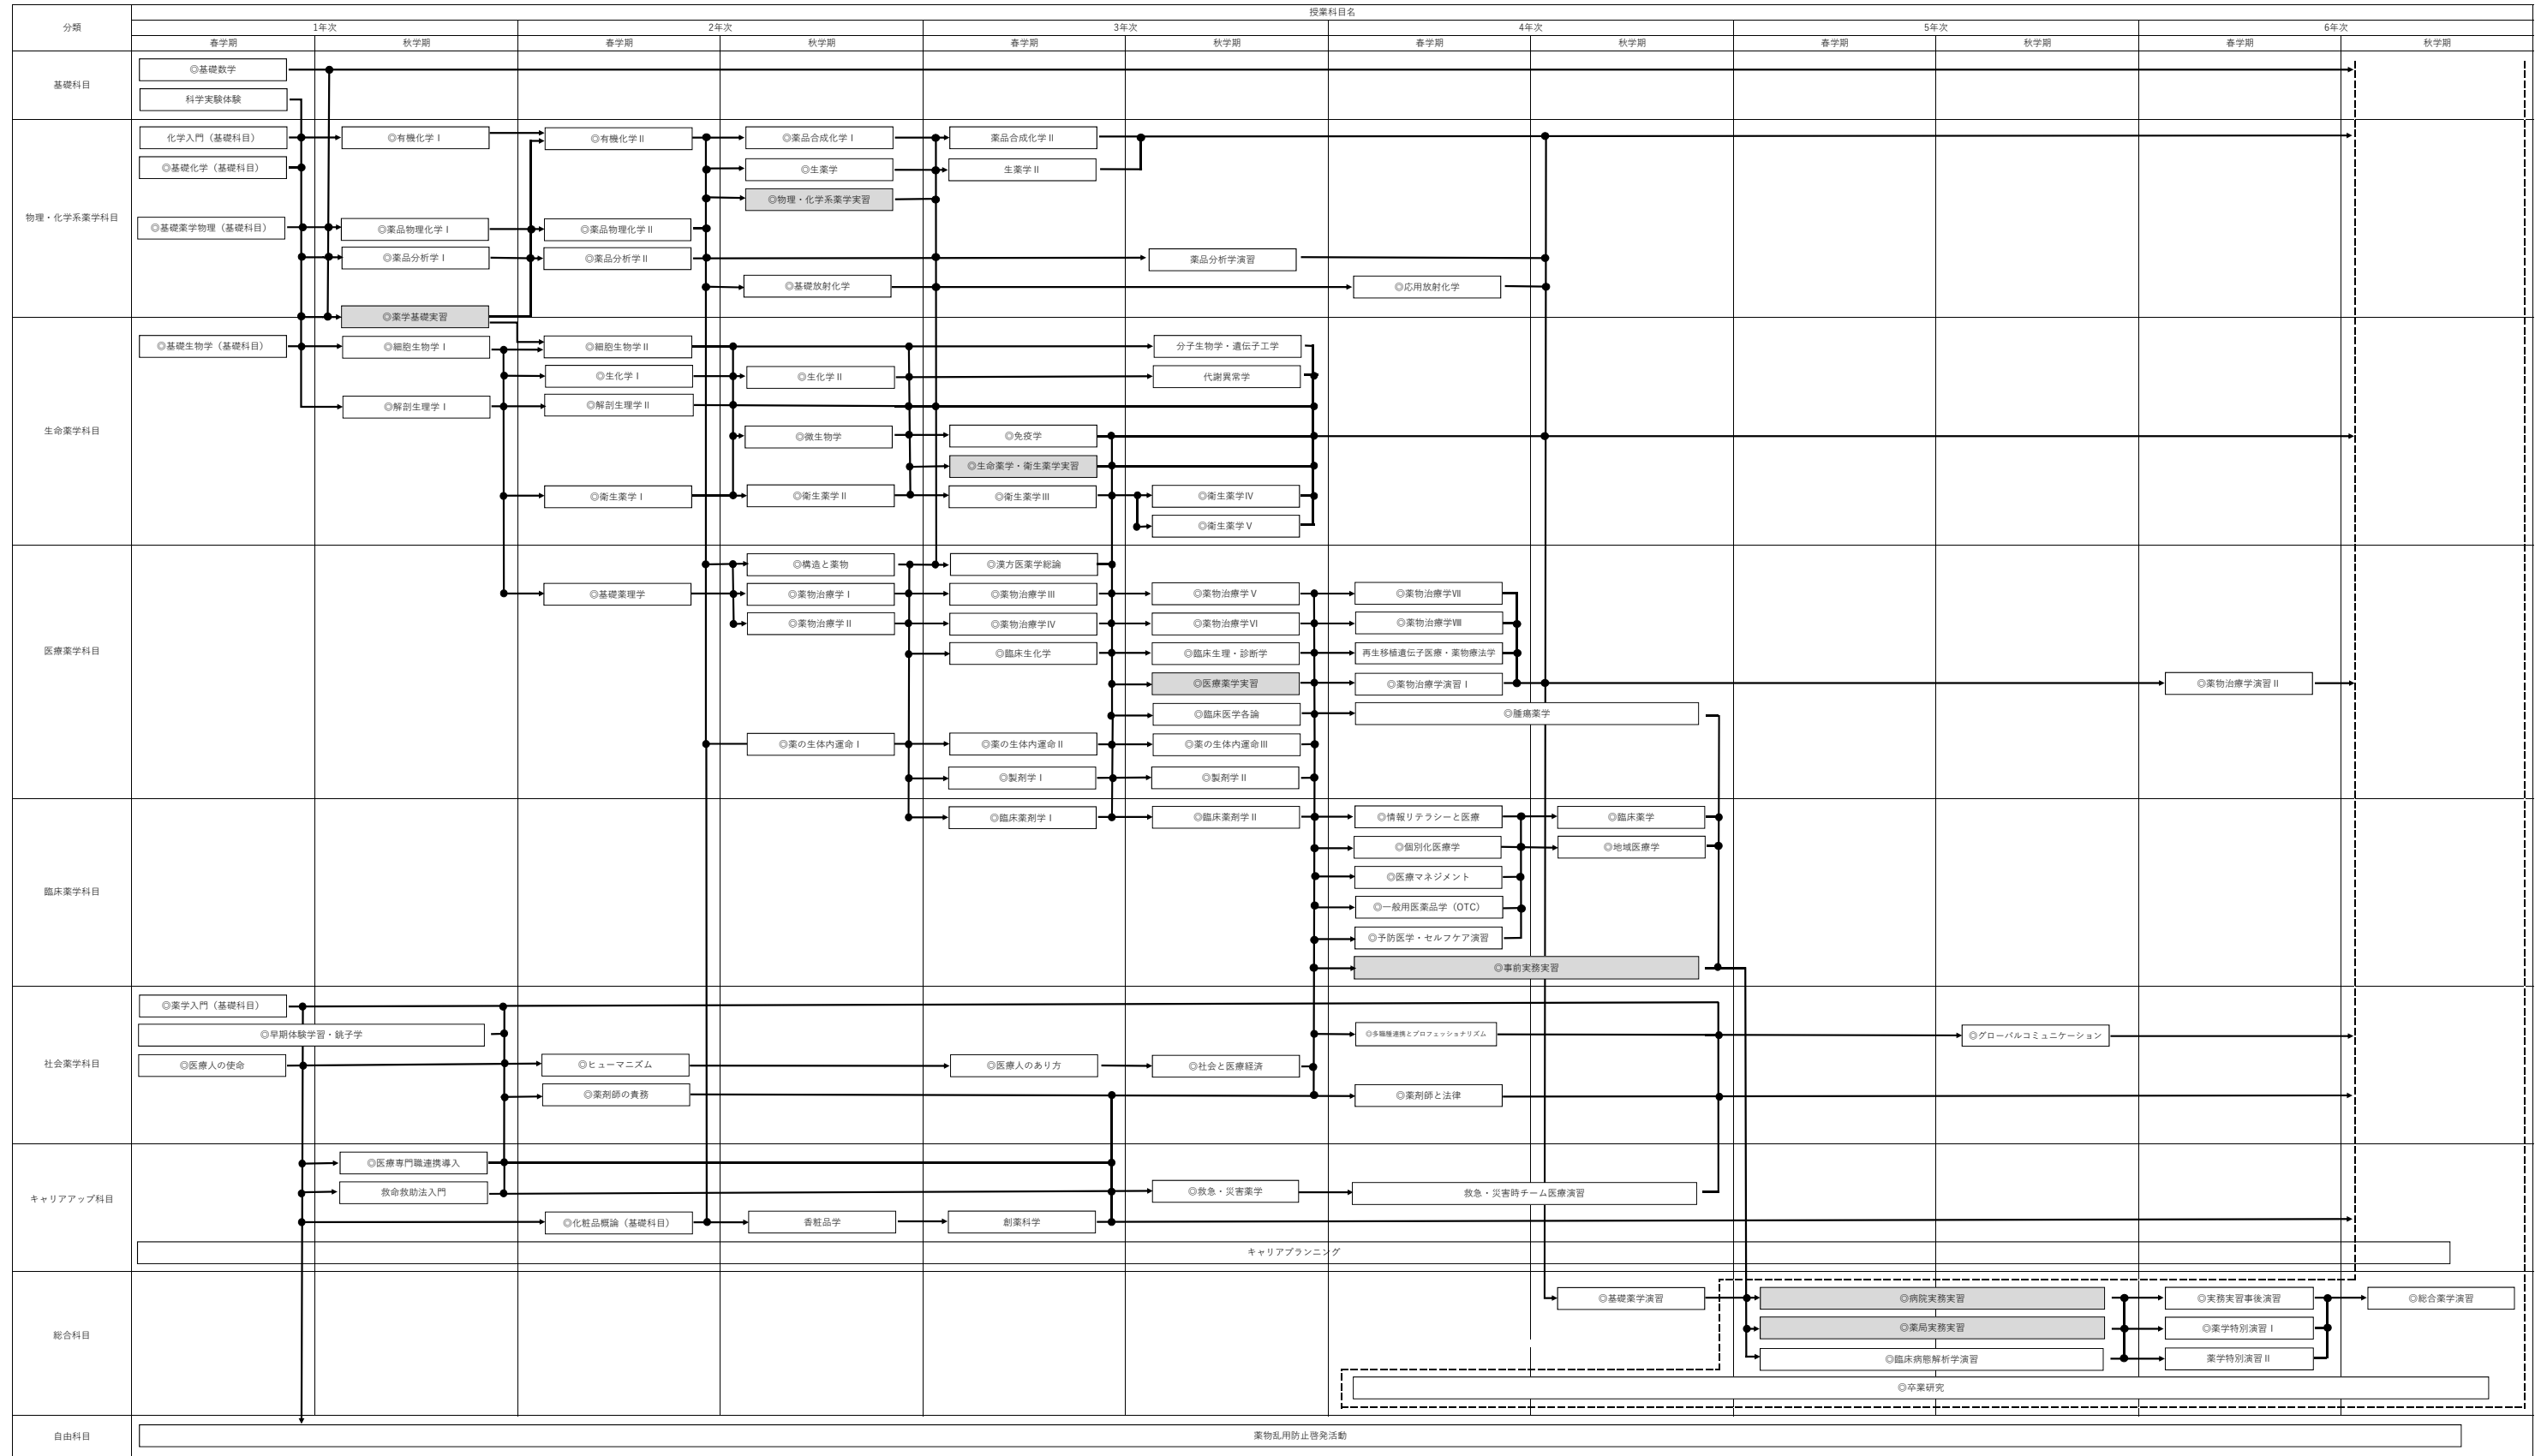 授業科目名
分類
1年次 2年次 3年次 4年次 5年次 6年次
春学期 秋学期 春学期 秋学期 春学期 秋学期 春学期 秋学期 春学期 秋学期 春学期 秋学期
基礎科目
◎基礎数学
科学実験体験
物理・化学系薬学科目
化学入門（基礎科目） ◎有機化学Ⅰ ◎有機化学Ⅱ ◎薬品合成化学Ⅰ 薬品合成化学Ⅱ
◎基礎化学（基礎科目） ◎生薬学 生薬学Ⅱ
◎物理・化学系薬学実習
◎基礎薬学物理（基礎科目） ◎薬品物理化学Ⅰ ◎薬品物理化学Ⅱ
◎薬品分析学Ⅰ ◎薬品分析学Ⅱ 薬品分析学演習
◎基礎放射化学 ◎応用放射化学
◎薬学基礎実習
生命薬学科目
◎基礎生物学（基礎科目） ◎細胞生物学Ⅰ ◎細胞生物学Ⅱ 分子生物学・遺伝子工学
◎生化学Ⅰ ◎生化学Ⅱ 代謝異常学
◎解剖生理学Ⅰ ◎解剖生理学Ⅱ
◎微生物学 ◎免疫学
◎生命薬学・衛生薬学実習
◎衛生薬学Ⅰ ◎衛生薬学Ⅱ ◎衛生薬学Ⅲ ◎衛生薬学Ⅳ
◎衛生薬学Ⅴ
医療薬学科目
◎構造と薬物 ◎漢方医薬学総論
◎基礎薬理学 ◎薬物治療学Ⅰ ◎薬物治療学Ⅲ ◎薬物治療学Ⅴ ◎薬物治療学Ⅶ
◎薬物治療学Ⅱ ◎薬物治療学Ⅳ ◎薬物治療学Ⅵ ◎薬物治療学Ⅷ
◎臨床生化学 ◎臨床生理・診断学 再生移植遺伝子医療・薬物療法学
◎医療薬学実習 ◎薬物治療学演習Ⅰ ◎薬物治療学演習Ⅱ
◎臨床医学各論 ◎腫瘍薬学
◎薬の生体内運命Ⅰ ◎薬の生体内運命Ⅱ ◎薬の生体内運命Ⅲ
◎製剤学Ⅰ ◎製剤学Ⅱ
臨床薬学科目
◎臨床薬剤学Ⅰ ◎臨床薬剤学Ⅱ ◎情報リテラシーと医療 ◎臨床薬学
◎個別化医療学 ◎地域医療学
◎医療マネジメント
◎一般用医薬品学（OTC）
◎予防医学・セルフケア演習
◎事前実務実習
社会薬学科目
◎薬学入門（基礎科目）
◎早期体験学習・銚子学 ◎多職種連携とプロフェッショナリズム ◎グローバルコミュニケーション
◎医療人の使命 ◎ヒューマニズム ◎医療人のあり方 ◎社会と医療経済
◎薬剤師の責務 ◎薬剤師と法律
キャリアアップ科目
◎医療専門職連携導入
救命救助法入門 ◎救急・災害薬学 救急・災害時チーム医療演習
◎化粧品概論（基礎科目） 香粧品学 創薬科学
キャリアプランニング
総合科目
◎基礎薬学演習 ◎病院実務実習 ◎実務実習事後演習 ◎総合薬学演習
◎薬局実務実習 ◎薬学特別演習Ⅰ
◎臨床病態解析学演習 薬学特別演習Ⅱ
◎卒業研究
自由科目
薬物乱用防止啓発活動